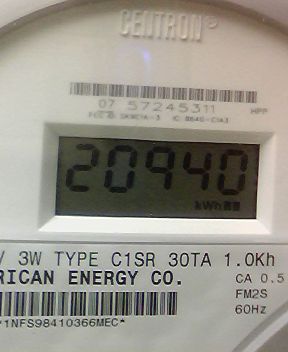 CENTRON®
07 57245311 HPP
20940
kWh
/ 3W TYPE C1SR 30TA 1.0Kh
RICAN ENERGY CO. CA 0.5
FM2S
60Hz
*1NFS98410366MEC*